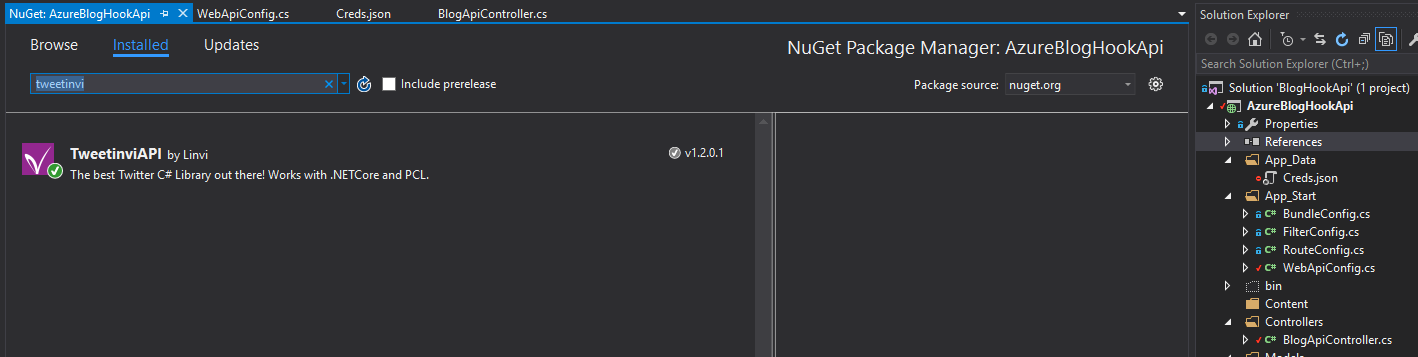 NuGet: AzureBlogHookApi
WebApiConfig.cs
Creds.json
BlogApiController.cs
Browse
Installed
Updates
NuGet Package Manager: AzureBlogHookApi
tweetinvi
Include prerelease
Package source:
nuget.org
TweetinviAPI by Linvi
v1.2.0.1
The best Twitter C# Library out there! Works with .NETCore and PCL.
Solution Explorer
Search Solution Explorer (Ctrl+;)
Solution 'BlogHookApi' (1 project)
AzureBlogHookApi
Properties
References
App_Data
Creds.json
App_Start
C# BundleConfig.cs
C# FilterConfig.cs
C# RouteConfig.cs
C# WebApiConfig.cs
bin
Content
Controllers
C# BlogApiController.cs